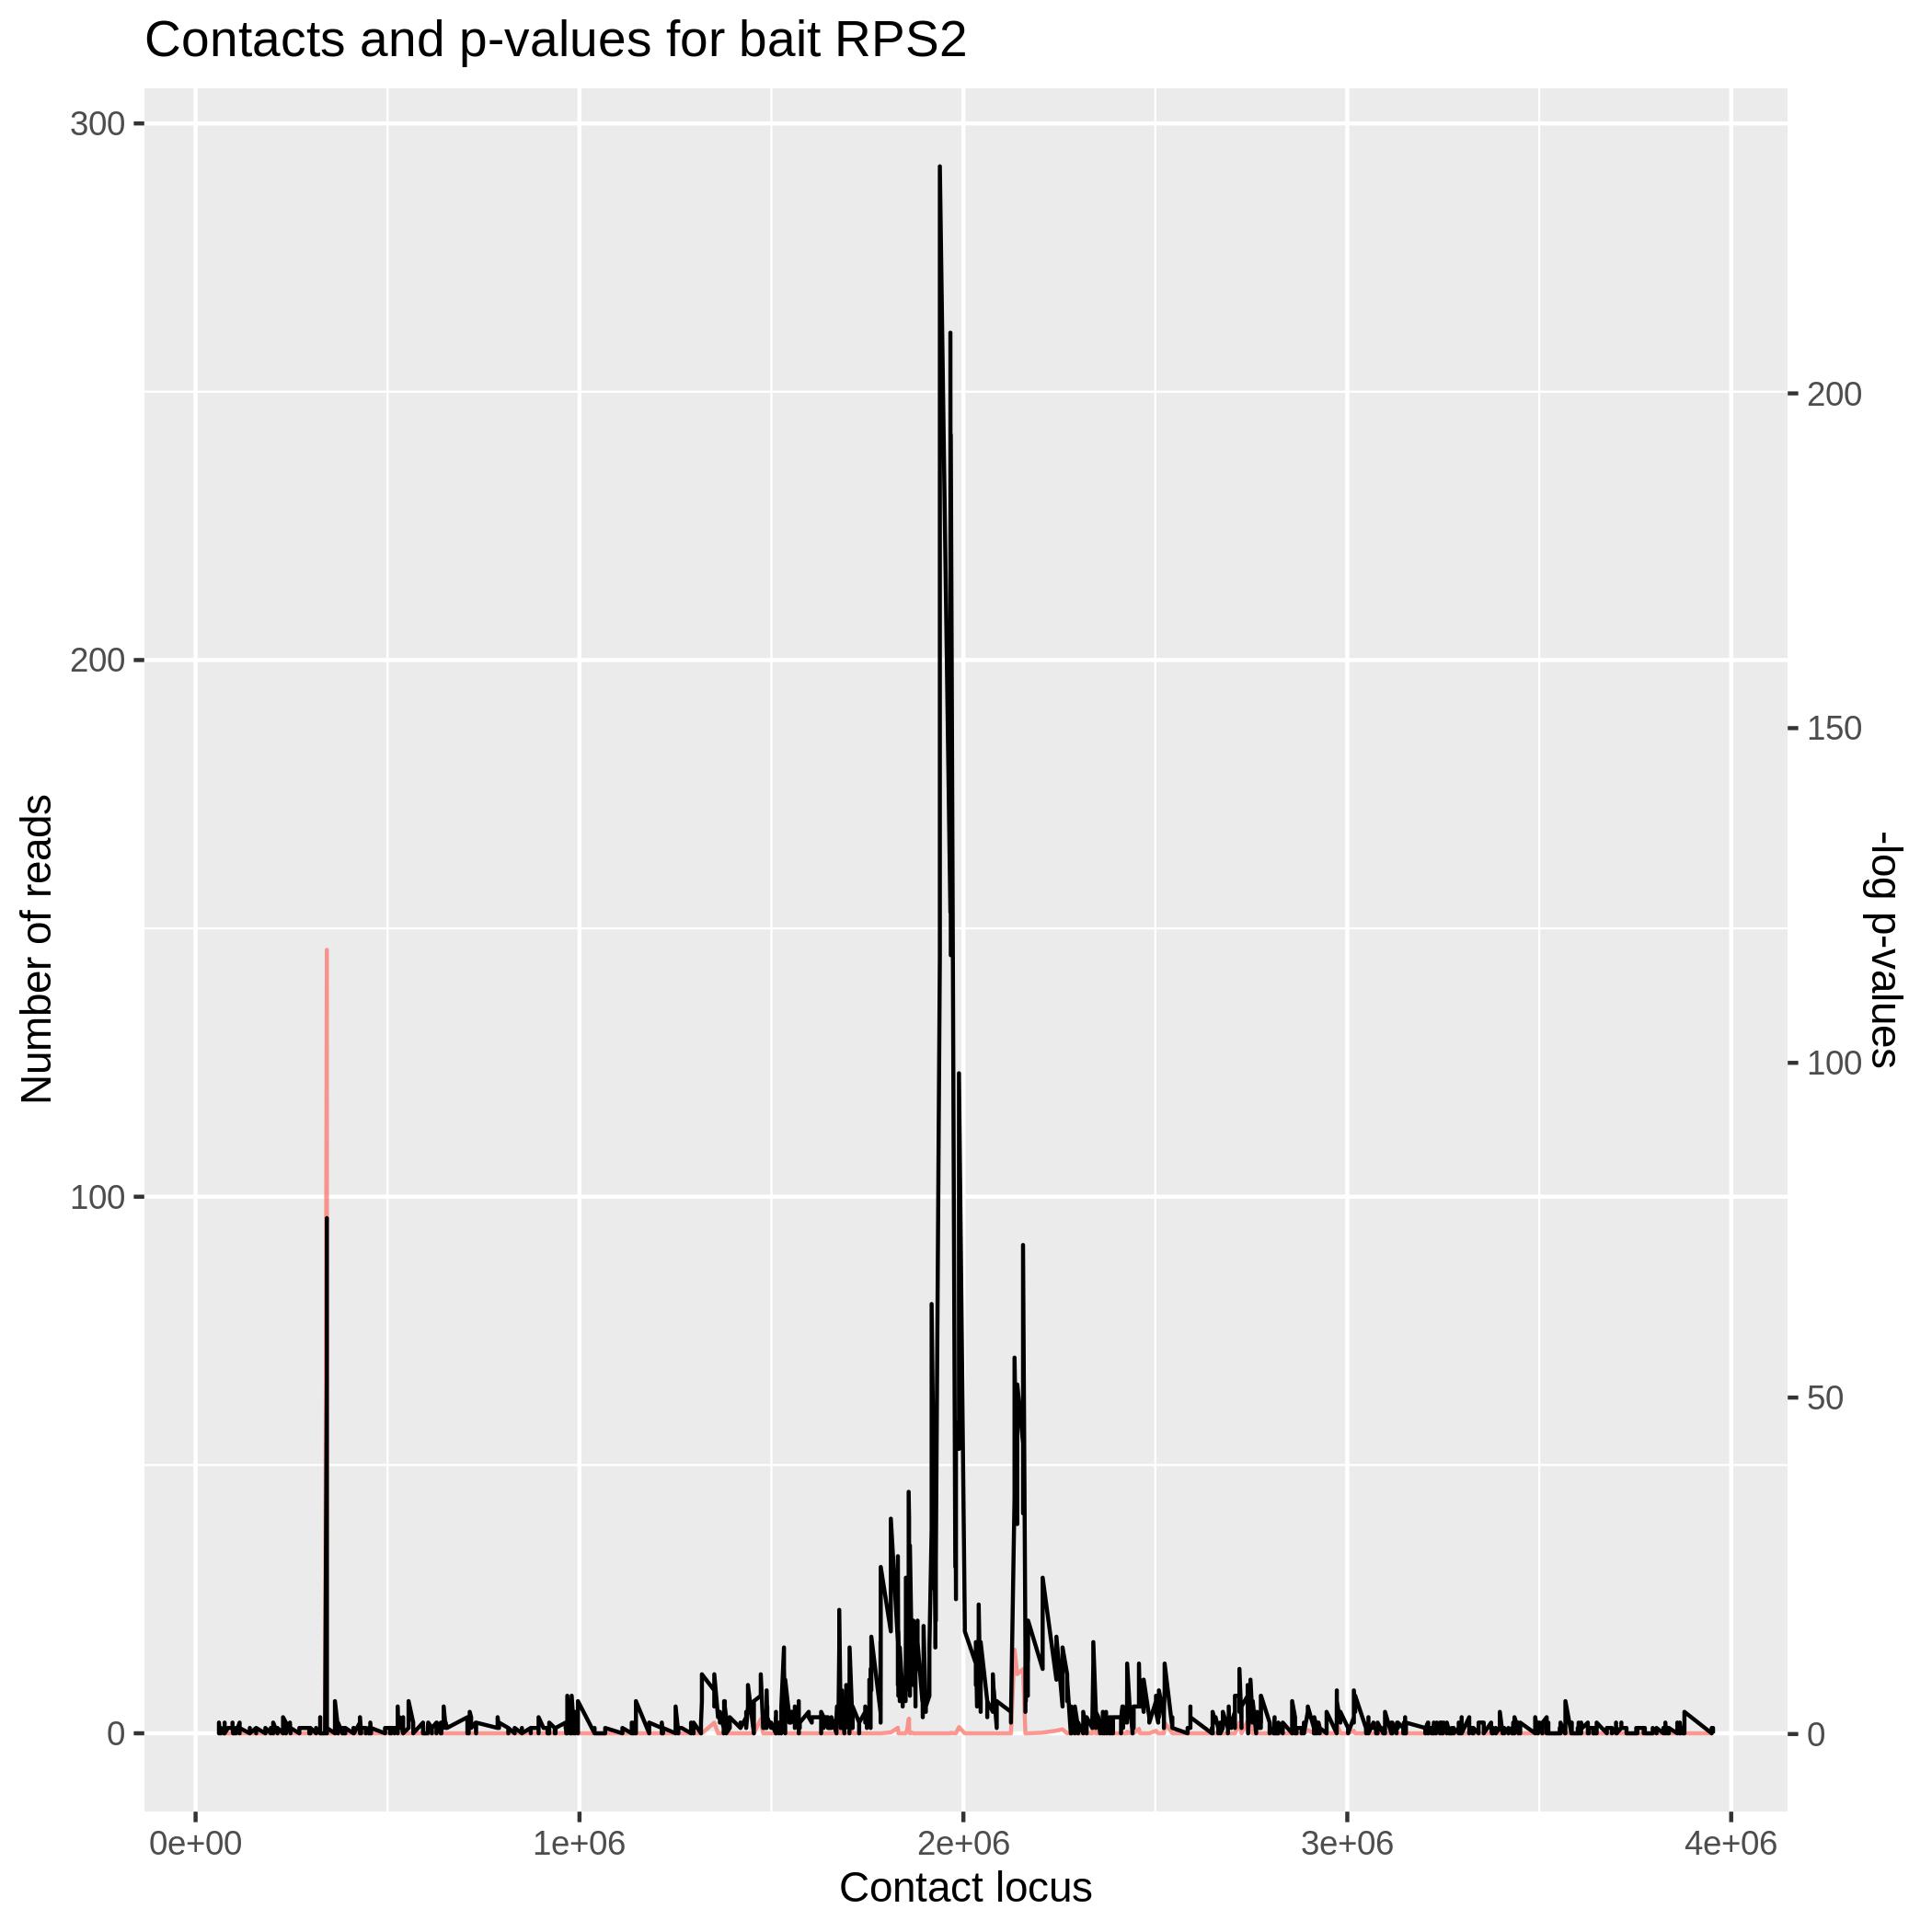 Contacts and p-values for bait RPS2
300
200
100
0
Number of reads
200
150
100
50
0
-log p-values
0e+00
1e+06
2e+06
3e+06
4e+06
Contact locus